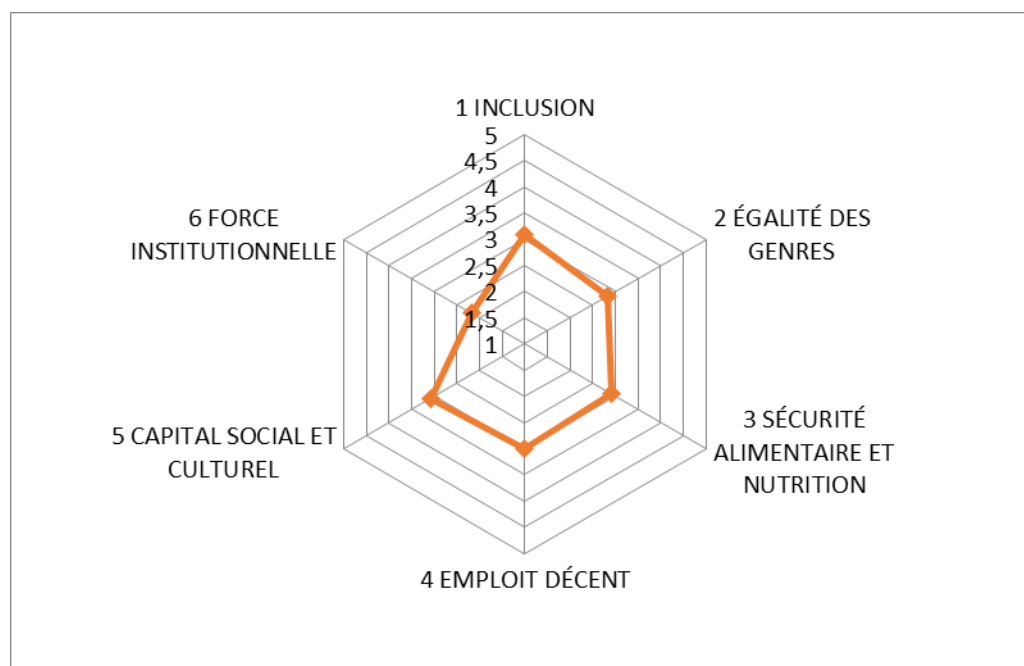 1 INCLUSION
5
4,5
4
3,5
3
2,5
2
1,5
1
2 ÉGALITÉ DES
GENRES
3 SÉCURITÉ
ALIMENTAIRE ET
NUTRITION
4 EMPLOIT DÉCENT
5 CAPITAL SOCIAL ET
CULTUREL
6 FORCE
INSTITUTIONNELLE